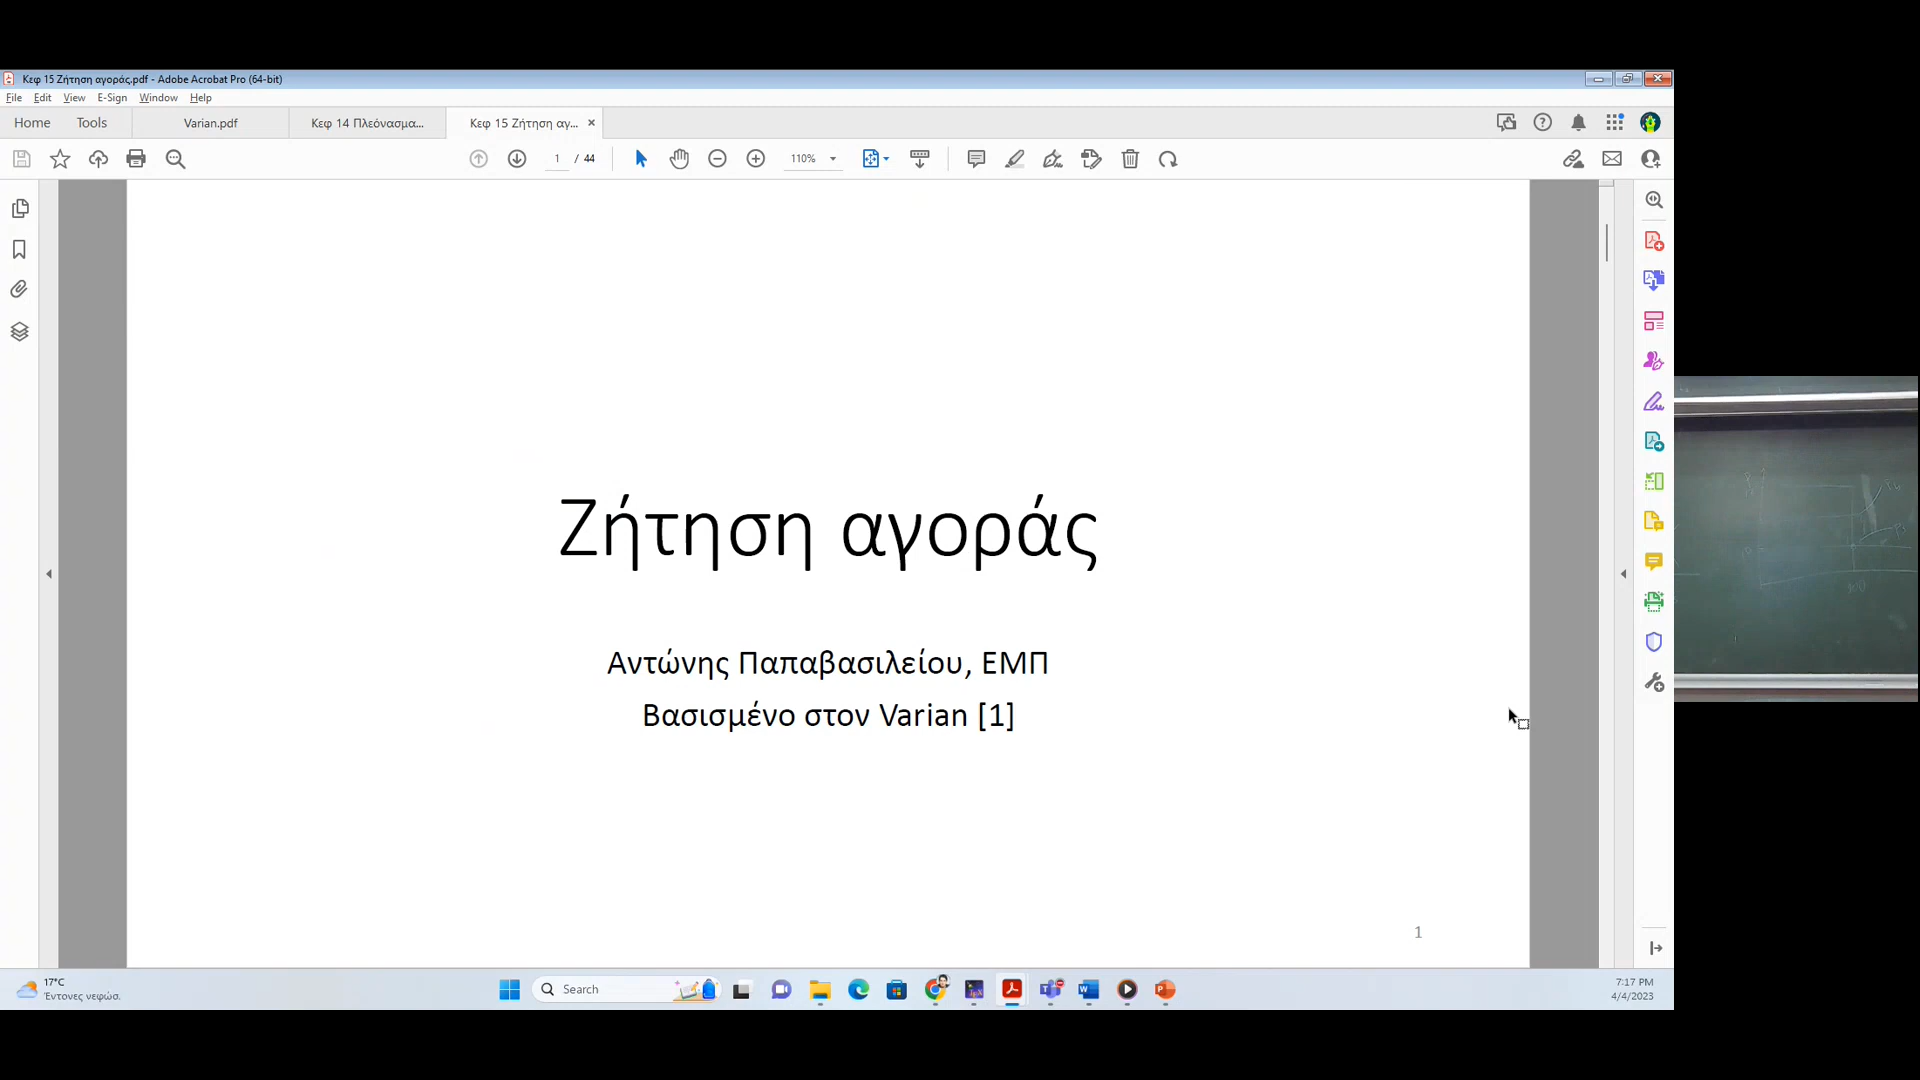 Κεφ 15 Ζήτηση αγοράς.pdf - Adobe Acrobat Pro (64-bit)
File Edit View E-Sign Window Help
Home Tools Varian.pdf Κεφ 14 Πλεόνασμα... Κεφ 15 Ζήτηση αγ...
1 / 44 110%
Ζήτηση αγοράς
Αντώνης Παπαβασιλείου, ΕΜΠ
Βασισμένο στον Varian [1]
1
17°C
Έντονες νεφώσ.
Search
7:17 PM
4/4/2023